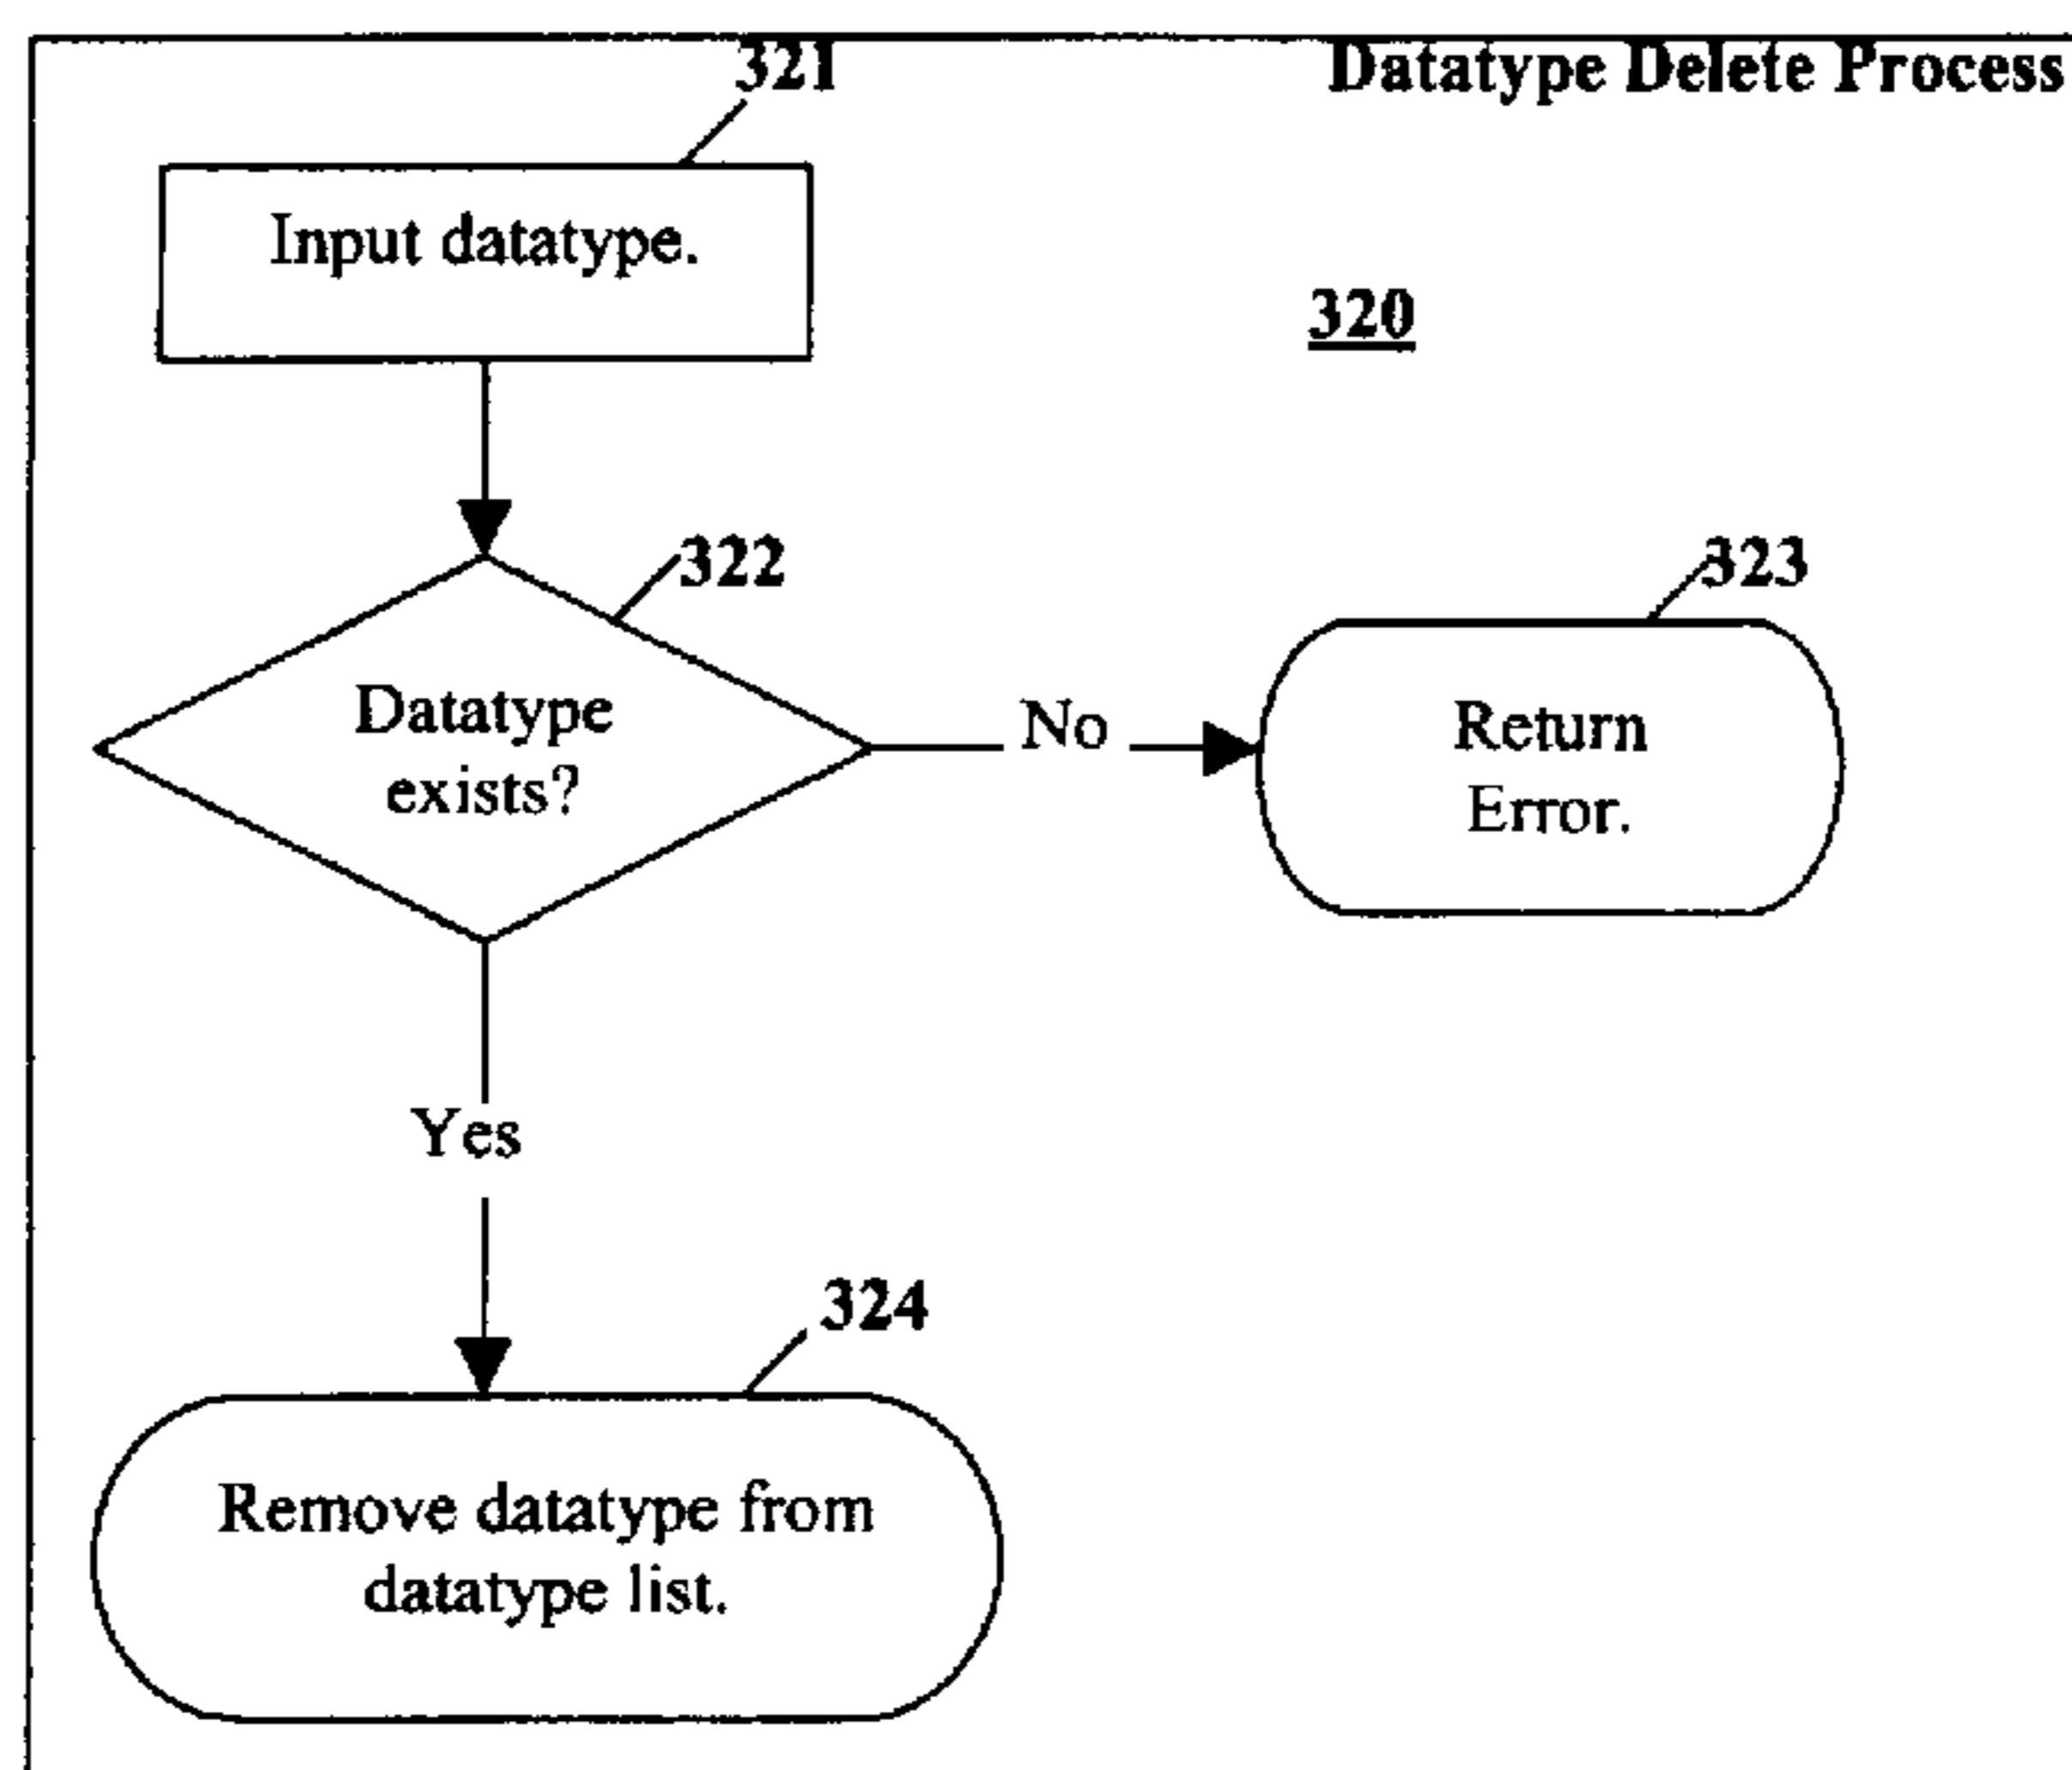 321
Datatype Delete Process
Input datatype.
320
322
323
Datatype
exists?
No
Return
Error.
Yes
324
Remove datatype from
datatype list.